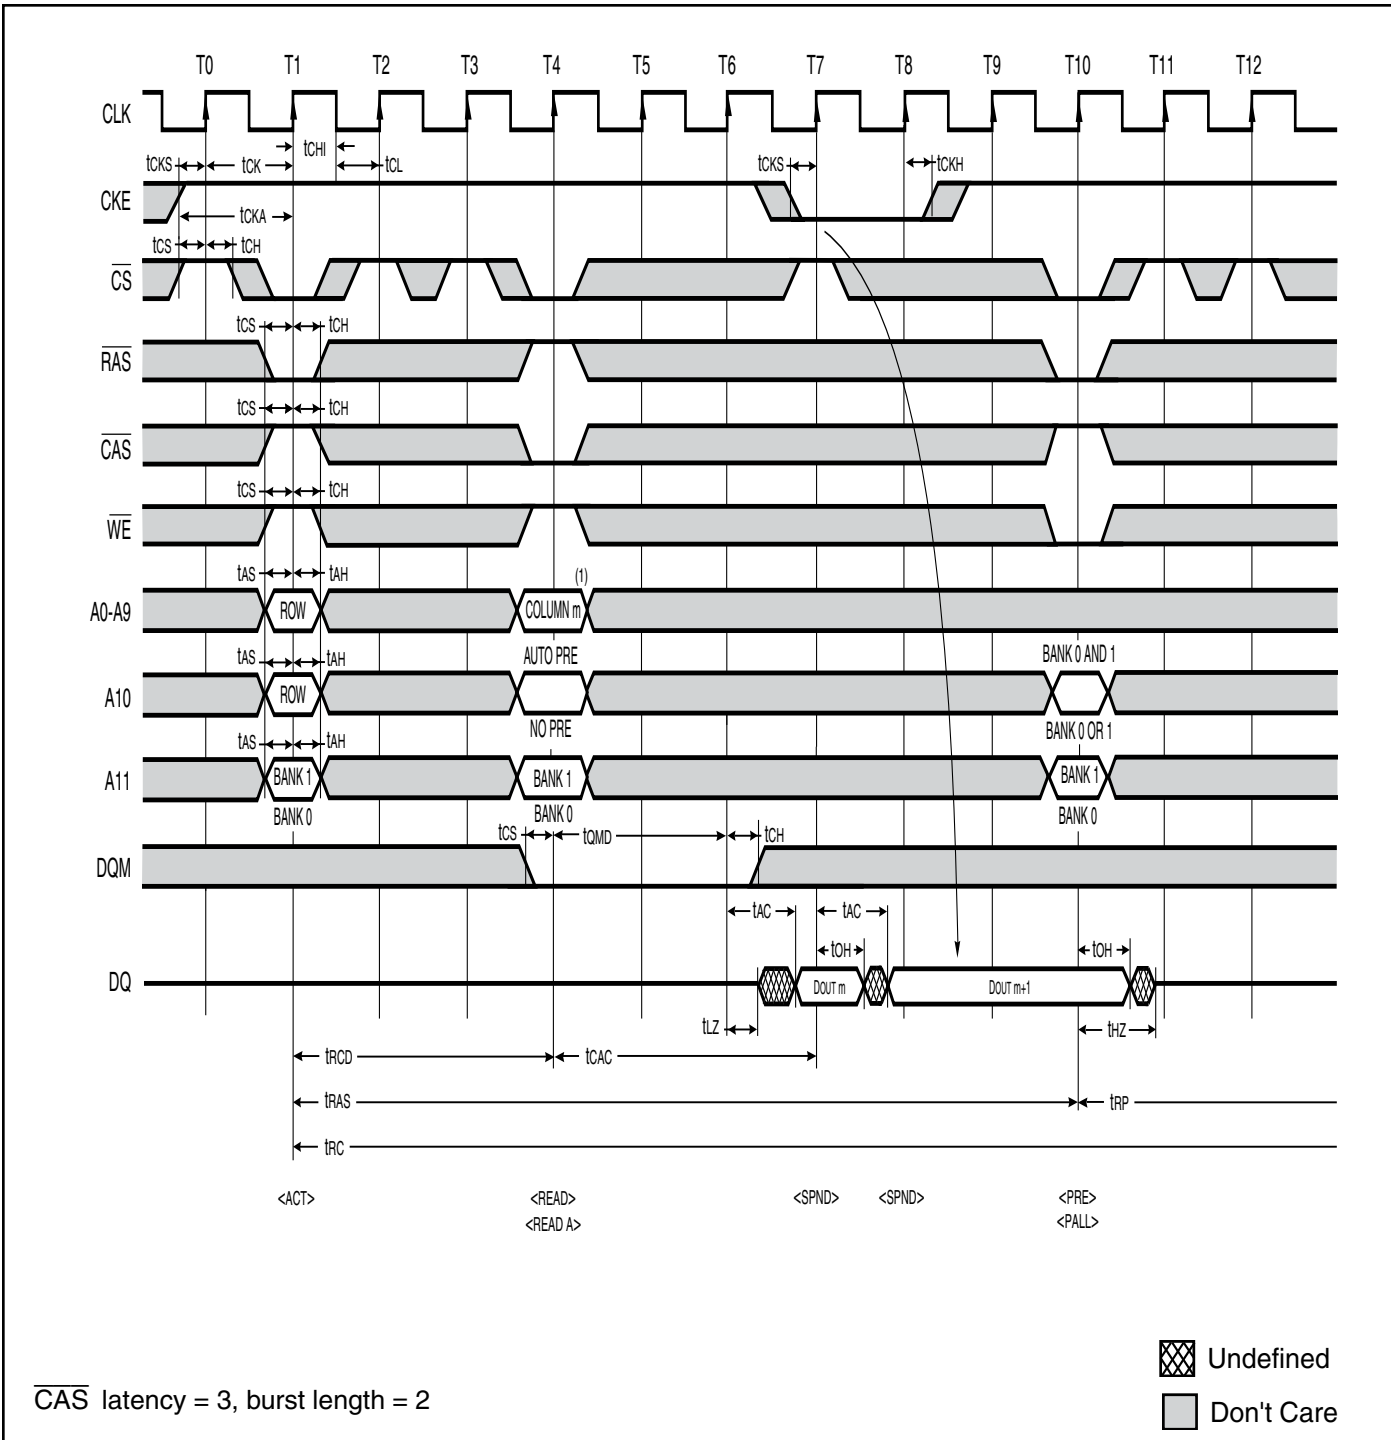 T0 T1 T2 T3 T4 T5 T6 T7 T8 T9 T10 T11 T12
CLK
tCHI
tCKS tCK tCL tCKS tCKH
CKE
tCKA
tCS tCH
CS
tCS tCH
RAS
tCS tCH
CAS
tCS tCH
WE
tAS tAH (1)
A0-A9 ROW COLUMN m
tAS tAH AUTO PRE BANK 0 AND 1
A10 ROW
NO PRE BANK 0 OR 1
tAS tAH
A11 BANK 1 BANK 1 BANK 1
BANK 0 BANK 0 BANK 0
tCS tQMD tCH
DQM
tAC tAC
tOH tOH
DQ DOUT m DOUT m+1
tLZ tHZ
tRCD tCAC
tRAS tRP
tRC
<ACT> <READ> <SPND> <SPND> <PRE>
<READ A> <PALL>
Undefined
CAS latency = 3, burst length = 2
Don't Care